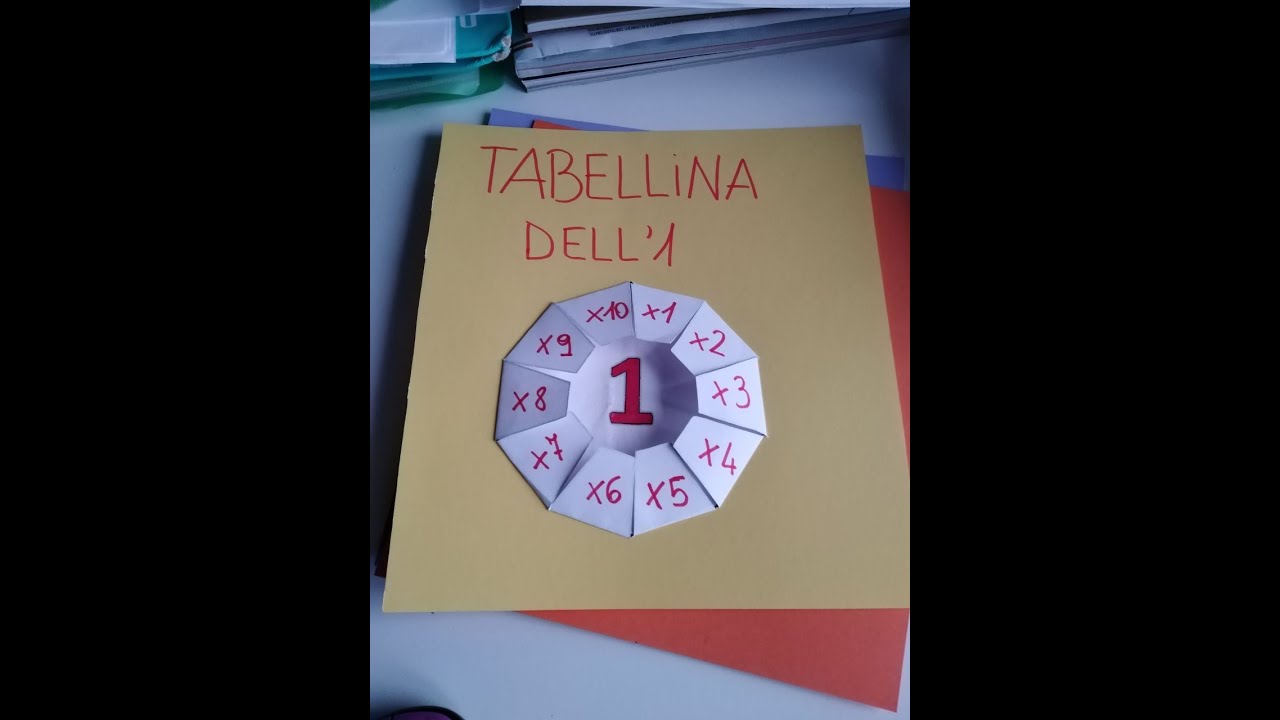 TABELLiNA
DELL'1
x10 x1
x9 x2
1
x8 x3
x7 x4
x6 x5